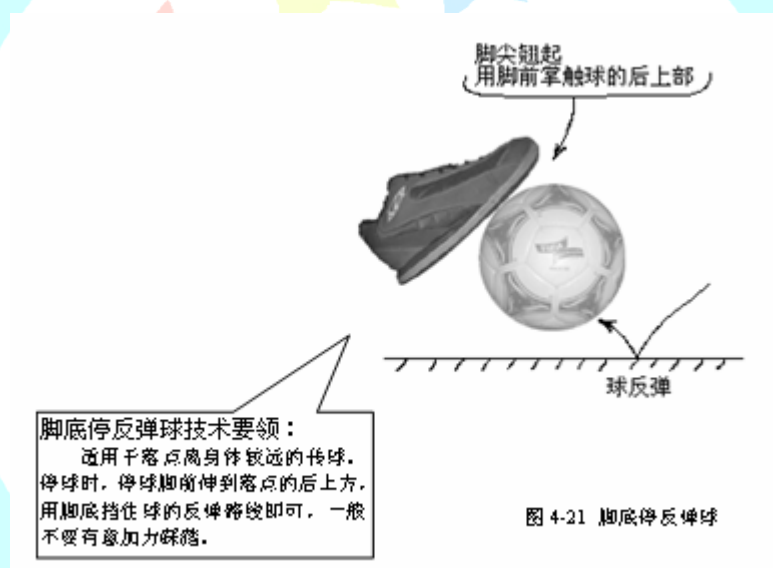 脚尖翘起
用脚前掌触球的后上部
球反弹
脚底停反弹球技术要领：
适用于落点离身体较远的传球．
停球时，停球脚前伸到落点的后上方，
用脚底挡住球的反弹路线即可，一般
不要有意加力踩踏．
图 4-21 脚底停反弹球